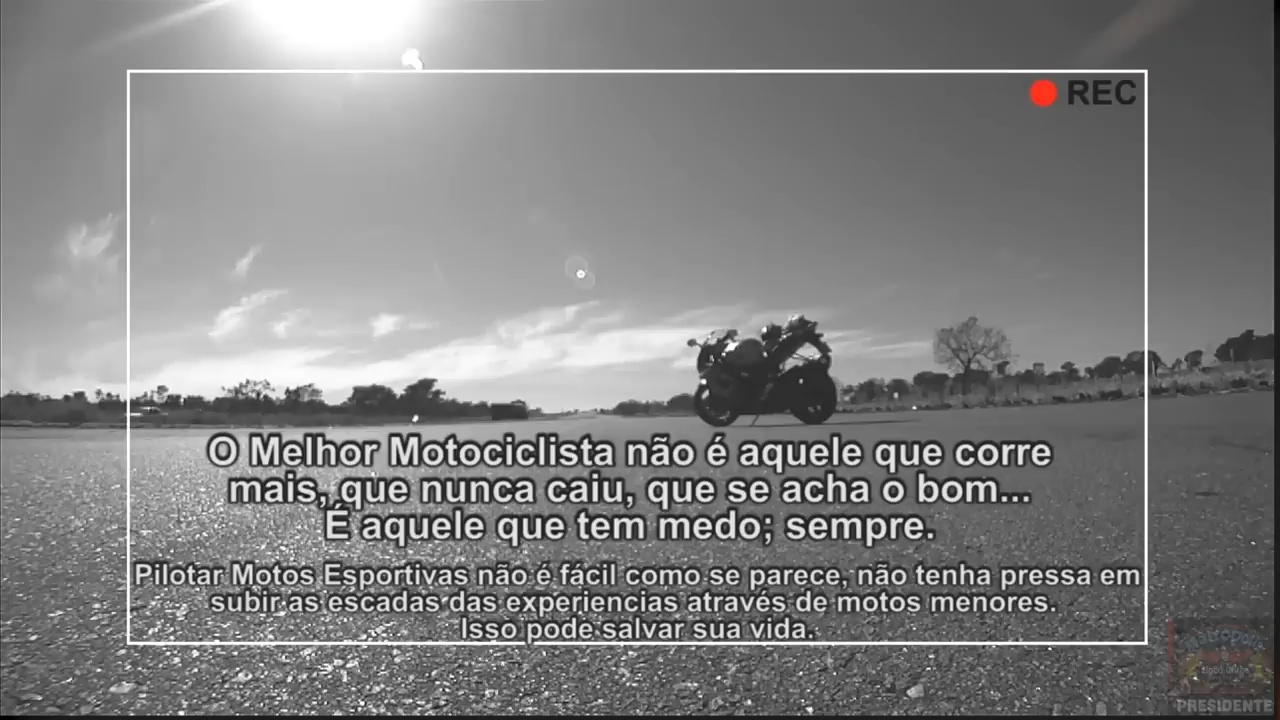 REC
O Melhor Motociclista não é aquele que corre
mais, que nunca caiu, que se acha o bom...
É aquele que tem medo; sempre.
Pilotar Motos Esportivas não é fácil como se parece, não tenha pressa em
subir as escadas das experiencias através de motos menores.
Isso pode salvar sua vida.
Metrópole
PRESIDENTE